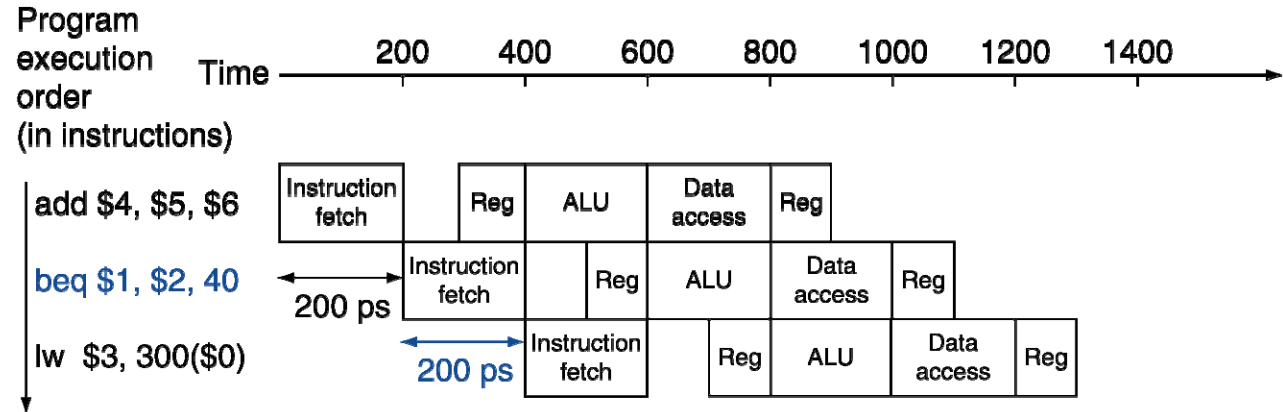 Program
execution
order
(in instructions)
Time
200 400 600 800 1000 1200 1400
add $4, $5, $6
Instruction
fetch
Reg
ALU
Data
access
Reg
beq $1, $2, 40
200 ps
Instruction
fetch
Reg
ALU
Data
access
Reg
lw $3, 300($0)
200 ps
Instruction
fetch
Reg
ALU
Data
access
Reg